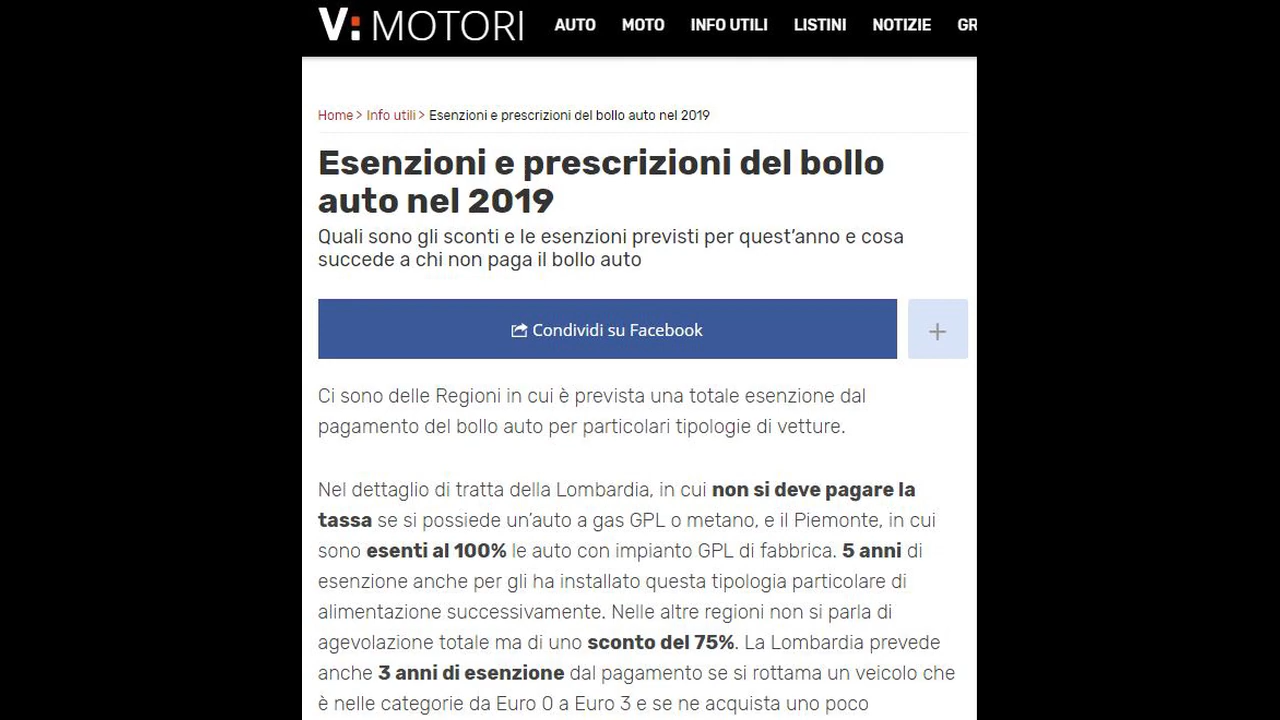 V: MOTORI AUTO MOTO INFO UTILI LISTINI NOTIZIE GR
Home > Info utili > Esenzioni e prescrizioni del bollo auto nel 2019
Esenzioni e prescrizioni del bollo
auto nel 2019
Quali sono gli sconti e le esenzioni previsti per quest'anno e cosa
succede a chi non paga il bollo auto
Condividi su Facebook +
Ci sono delle Regioni in cui è prevista una totale esenzione dal
pagamento del bollo auto per particolari tipologie di vetture.
Nel dettaglio di tratta della Lombardia, in cui non si deve pagare la
tassa se si possiede un'auto a gas GPL o metano, e il Piemonte, in cui
sono esenti al 100% le auto con impianto GPL di fabbrica. 5 anni di
esenzione anche per gli ha installato questa tipologia particolare di
alimentazione successivamente. Nelle altre regioni non si parla di
agevolazione totale ma di uno sconto del 75%. La Lombardia prevede
anche 3 anni di esenzione dal pagamento se si rottama un veicolo che
è nelle categorie da Euro 0 a Euro 3 e se ne acquista uno poco